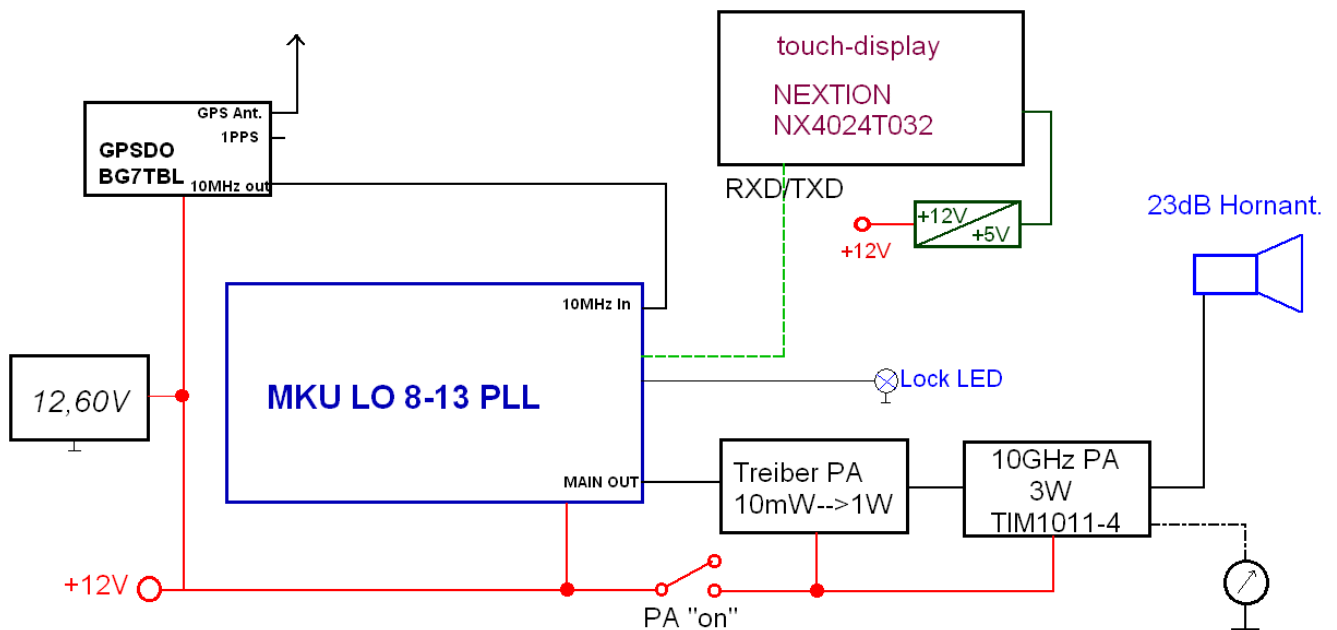 touch-display
NEXTION
NX4024T032
GPS Ant.
1PPS
GPSDO
BG7TBL
10MHz out
RXD/TXD
+12V
+5V
+12V
23dB Hornant.
10MHz In
MKU LO 8-13 PLL
Lock LED
12,60V
MAIN OUT
Treiber PA
10mW-->1W
10GHz PA
3W
TIM1011-4
+12V
PA "on"